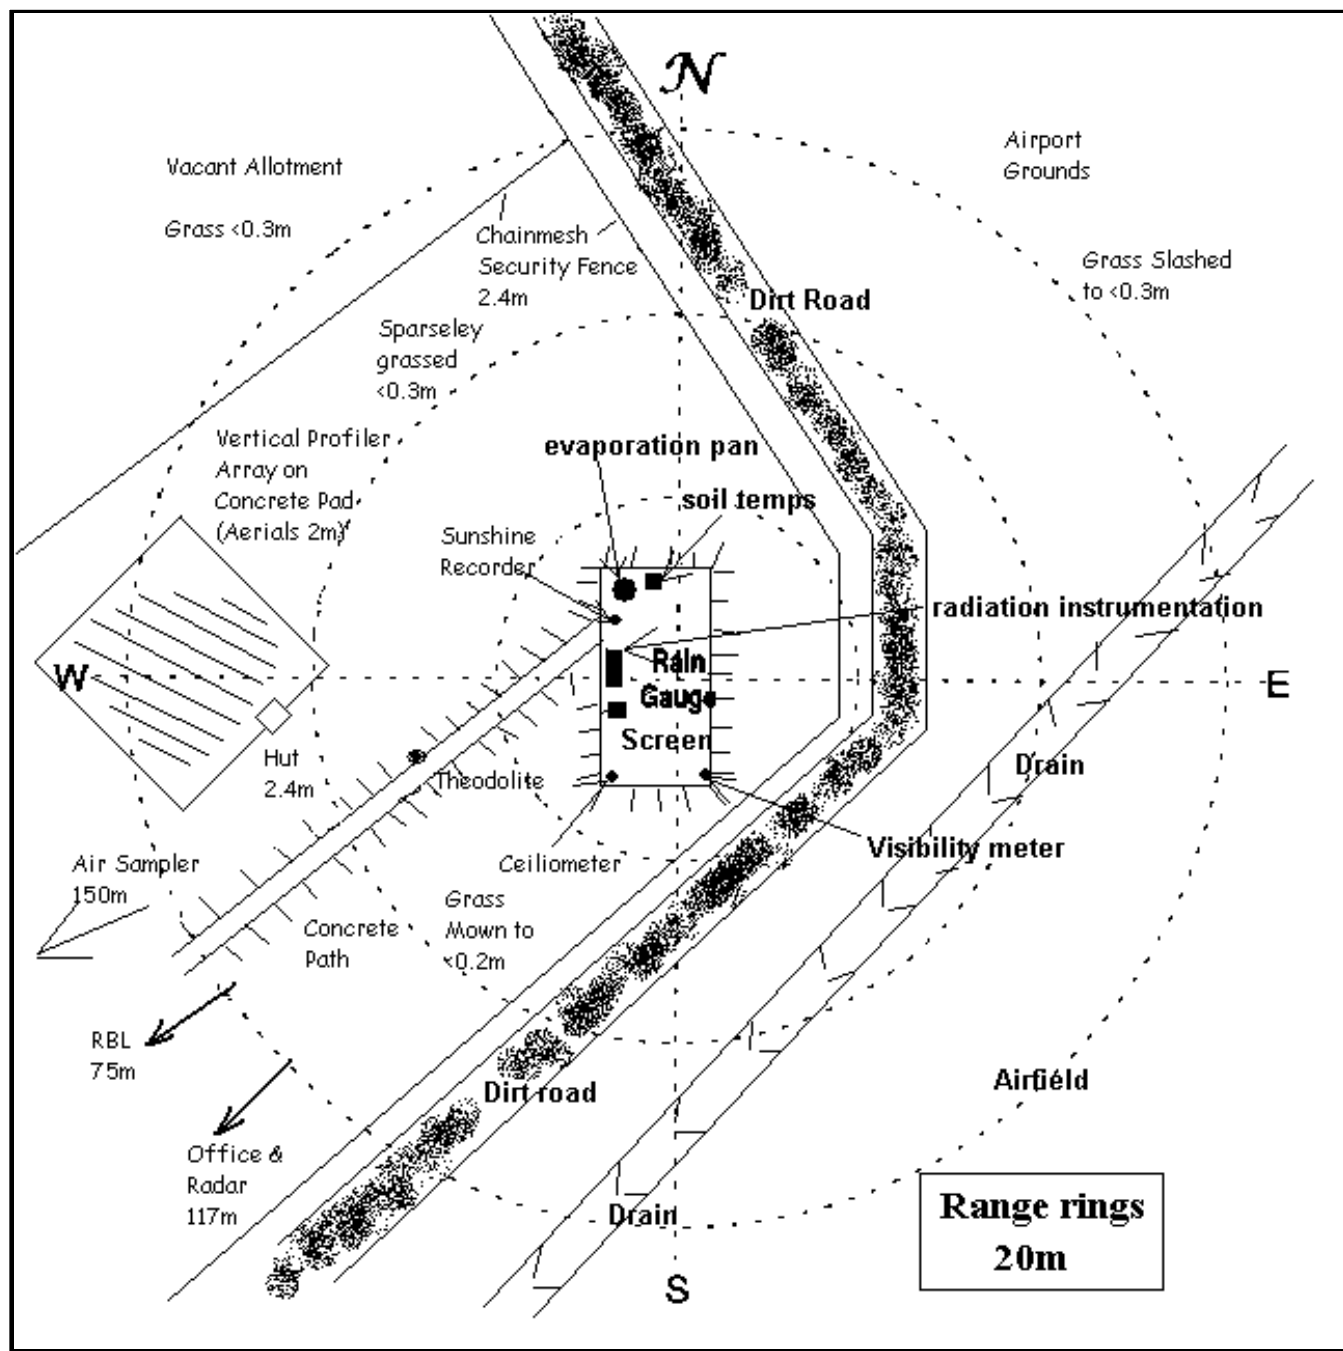 N
Vacant Allotment
Grass <0.3m
Airport
Grounds
Chainmesh
Security Fence
2.4m
Grass Slashed
to <0.3m
Dirt Road
Sparseley
grassed
<0.3m
Vertical Profiler
Array on
Concrete Pad
(Aerials 2m)
evaporation pan
soil temps
Sunshine
Recorder
radiation instrumentation
Rain
Gauge
Screen
W
E
Hut
2.4m
Theodolite
Drain
Ceiliometer
Visibility meter
Air Sampler
150m
Concrete
Path
Grass
Mown to
<0.2m
RBL
75m
Dirt road
Airfield
Office &
Radar
117m
Drain
S
Range rings
20m